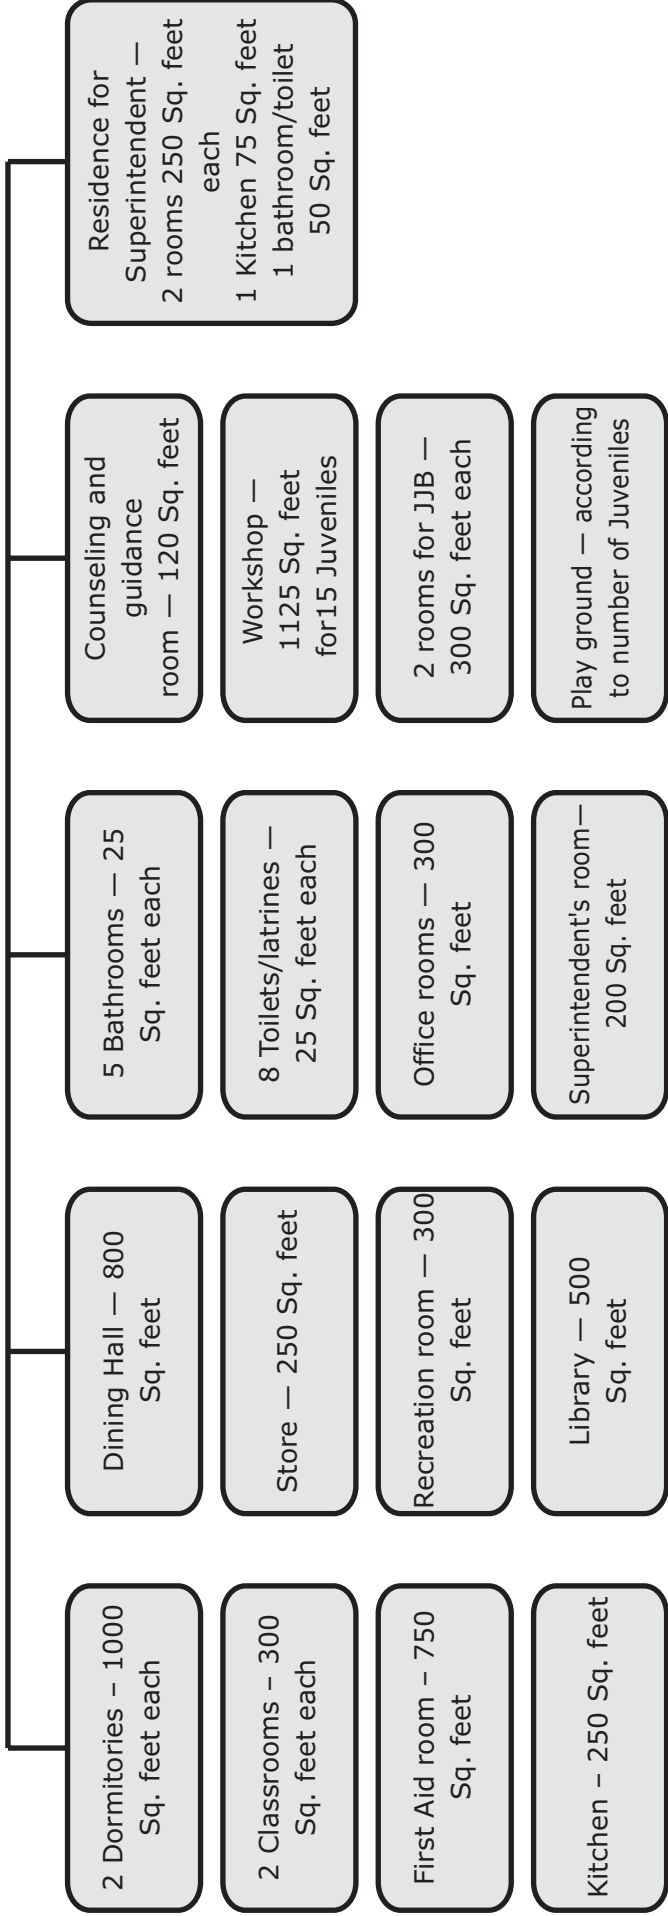 2 Dormitories – 1000
Sq. feet each
2 Classrooms – 300
Sq. feet each
First Aid room – 750
Sq. feet
Kitchen – 250 Sq. feet
Dining Hall — 800
Sq. feet
Store — 250 Sq. feet
Recreation room — 300
Sq. feet
Library — 500
Sq. feet
5 Bathrooms — 25
Sq. feet each
8 Toilets/latrines —
25 Sq. feet each
Office rooms — 300
Sq. feet
Superintendent's room—
200 Sq. feet
Counseling and
guidance
room — 120 Sq. feet
Workshop —
1125 Sq. feet
for15 Juveniles
2 rooms for JJB —
300 Sq. feet each
Play ground — according
to number of Juveniles
Residence for
Superintendent —
2 rooms 250 Sq. feet
each
1 Kitchen 75 Sq. feet
1 bathroom/toilet
50 Sq. feet